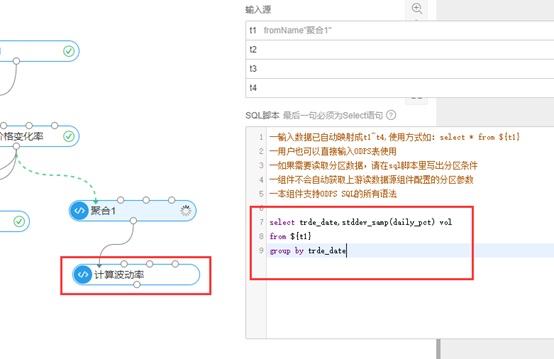 输入源
t1 fromName"聚合1"
t2
t3
t4
SQL脚本 最后一句必须为Select语句
1 —输入数据已自动映射成t1~t4,使用方式如: select * from ${t1}
2 —用户也可以直接输入ODPS表使用
3 —如果需要读取分区数据，请在sql脚本里写出分区条件
4 —组件不会自动获取上游读数据源组件配置的分区参数
5 —本组件支持ODPS SQL的所有语法
6
7 select trde_date,stddev_samp(daily_pct) vol
8 from ${t1}
9 group by trde_date
价格变化率
聚合1
计算波动率